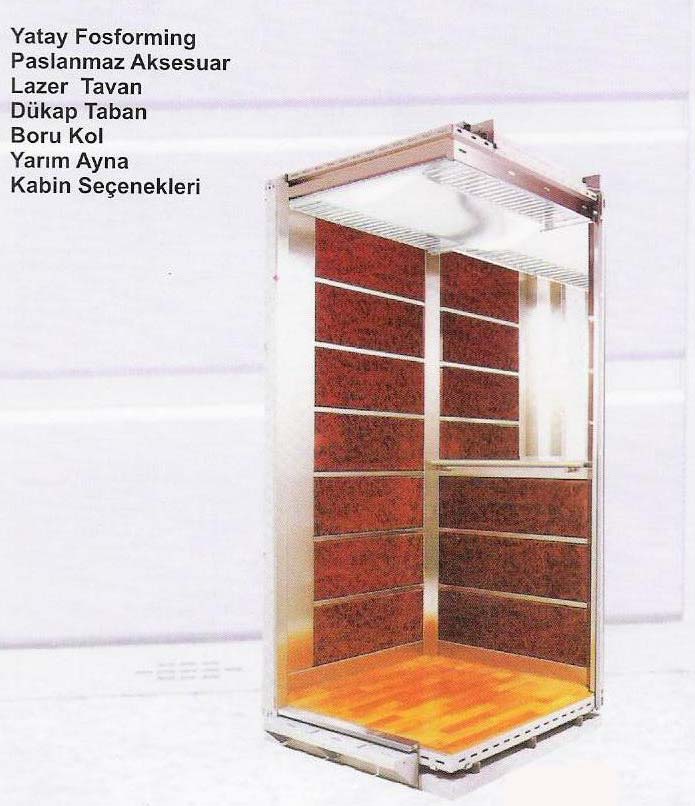 Yatay Fosforming
Paslanmaz Aksesuar
Lazer Tavan
Dükap Taban
Boru Kol
Yarım Ayna
Kabin Seçenekleri